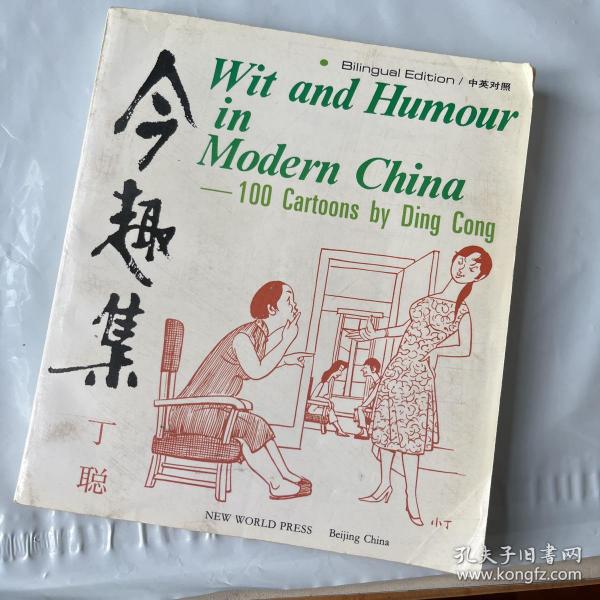 • Bilingual Edition / 中英对照
Wit and Humour
in
Modern China
—100 Cartoons by Ding Cong
今趣集
丁聪
小丁
NEW WORLD PRESS Beijing China
孔夫子旧书网
www.kongfz.com